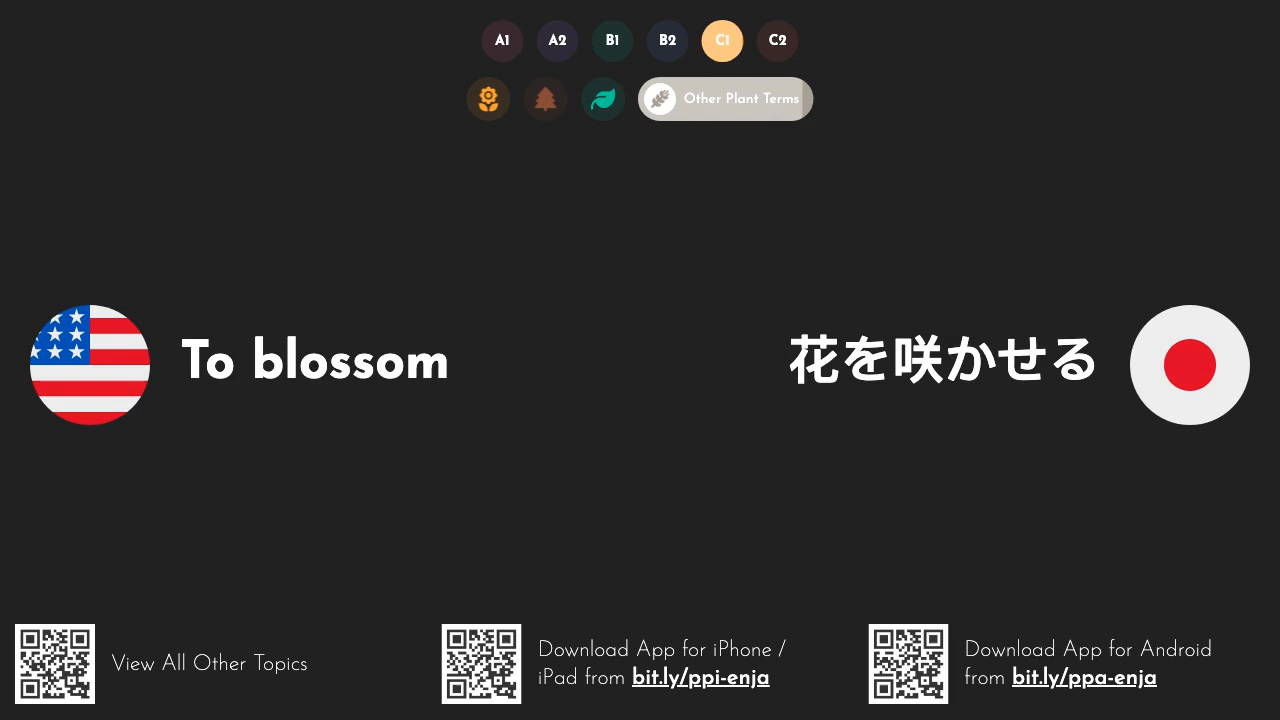 A1 A2 B1 B2 C1 C2
Other Plant Terms
To blossom
花を咲かせる
View All Other Topics
Download App for iPhone /
iPad from bit.ly/ppi-enja
Download App for Android
from bit.ly/ppa-enja